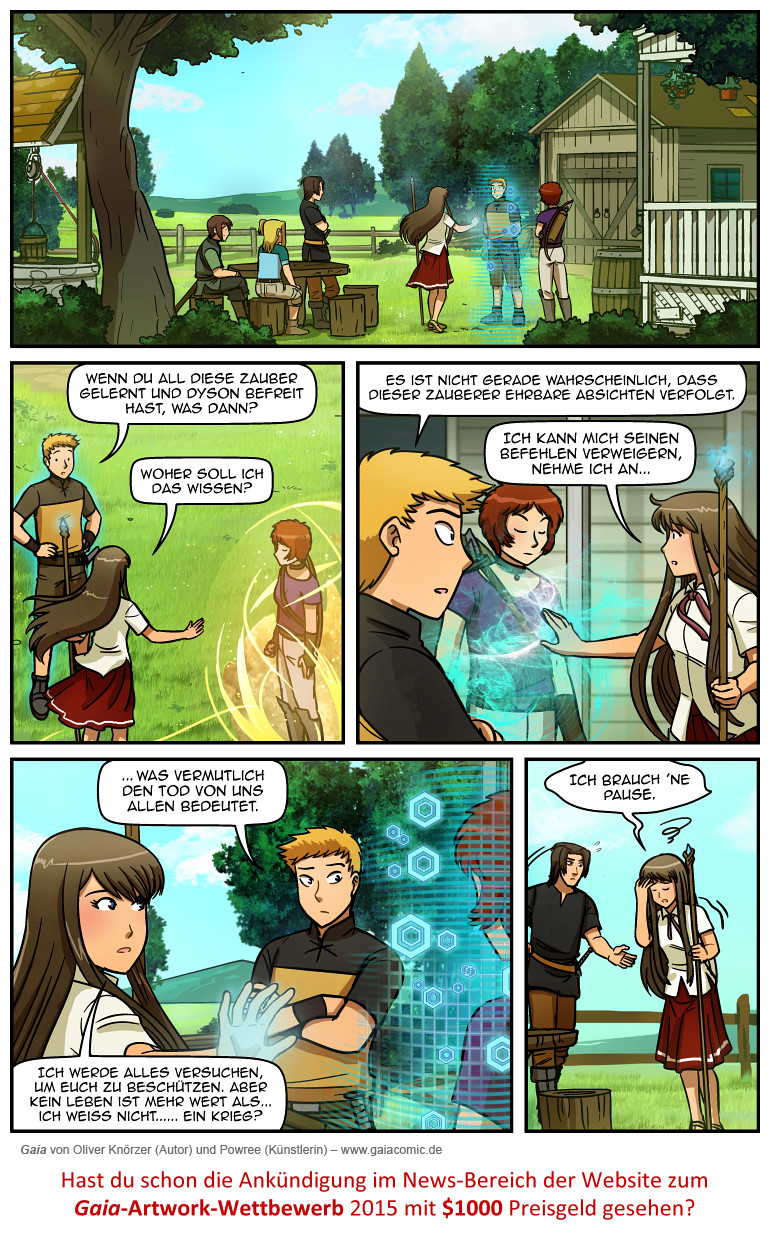 WENN DU ALL DIESE ZAUBER
GELERNT UND DYSON BEFREIT
HAST, WAS DANN?
WOHER SOLL ICH
DAS WISSEN?
ES IST NICHT GERADE WAHRSCHEINLICH, DASS
DIESER ZAUBERER EHRBARE ABSICHTEN VERFOLGT.
ICH KANN MICH SEINEN
BEFEHLEN VERWEIGERN,
NEHME ICH AN...
... WAS VERMUTLICH
DEN TOD VON UNS
ALLEN BEDEUTET.
ICH WERDE ALLES VERSUCHEN,
UM EUCH ZU BESCHÜTZEN. ABER
KEIN LEBEN IST MEHR WERT ALS...
ICH WEISS NICHT...... EIN KRIEG?
ICH BRAUCH 'NE
PAUSE.
Gaia von Oliver Knörzer (Autor) und Powree (Künstlerin) – www.gaiacomic.de
Hast du schon die Ankündigung im News-Bereich der Website zum
Gaia-Artwork-Wettbewerb 2015 mit $1000 Preisgeld gesehen?